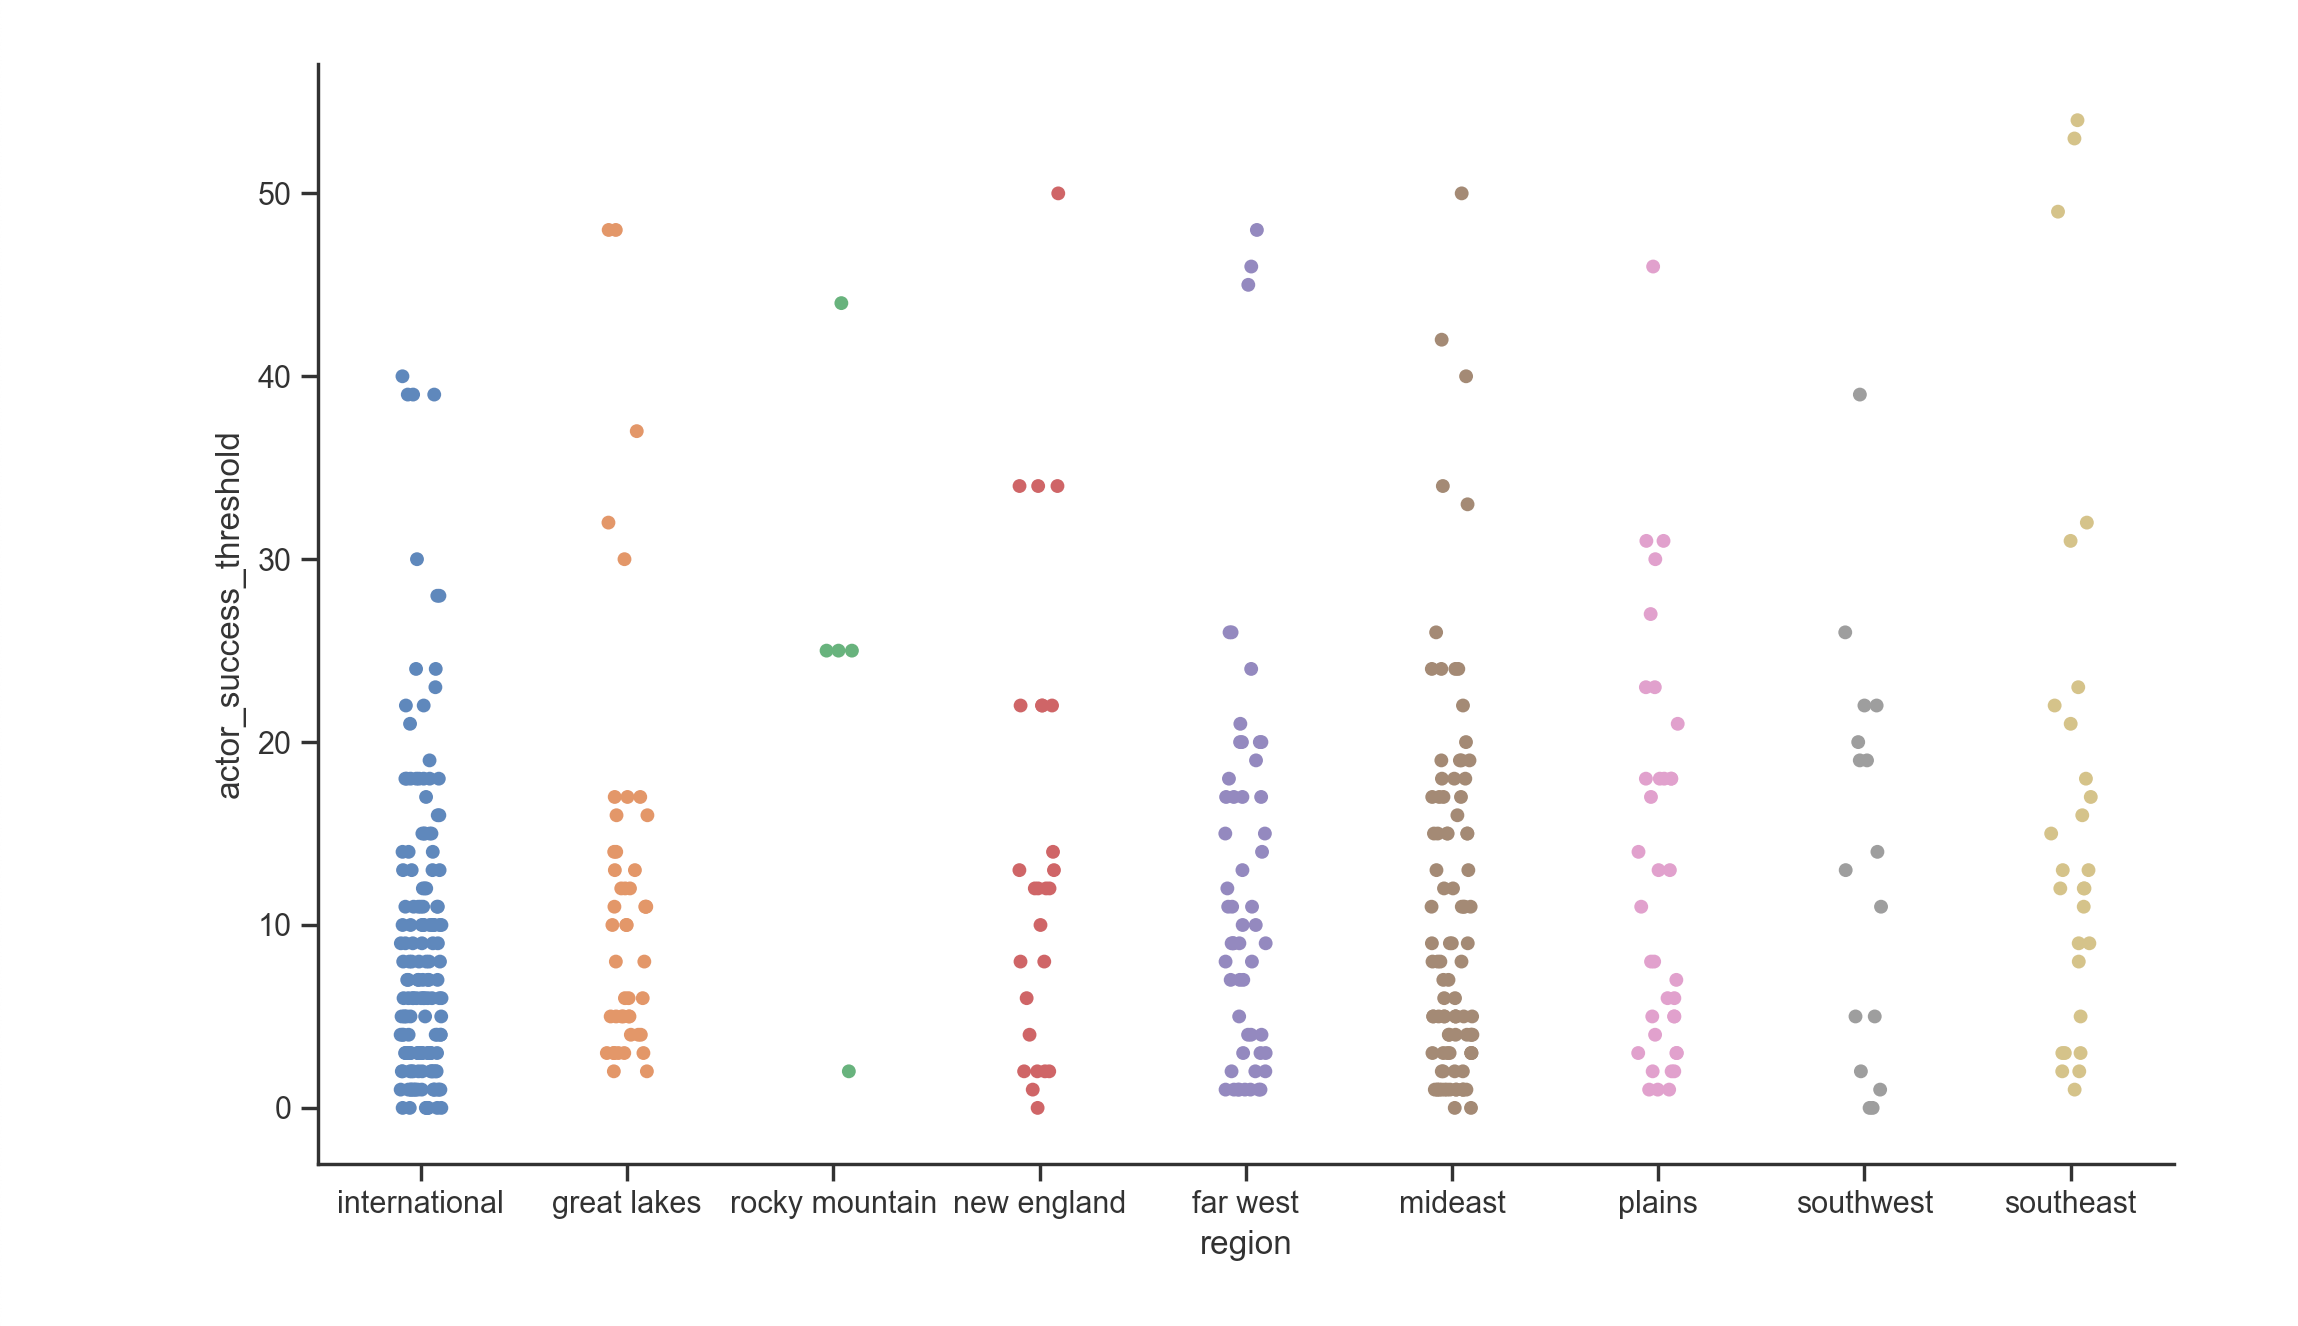 actor_success_threshold
50
40
30
20
10
0
international great lakes rocky mountain new england far west mideast plains southwest southeast
region